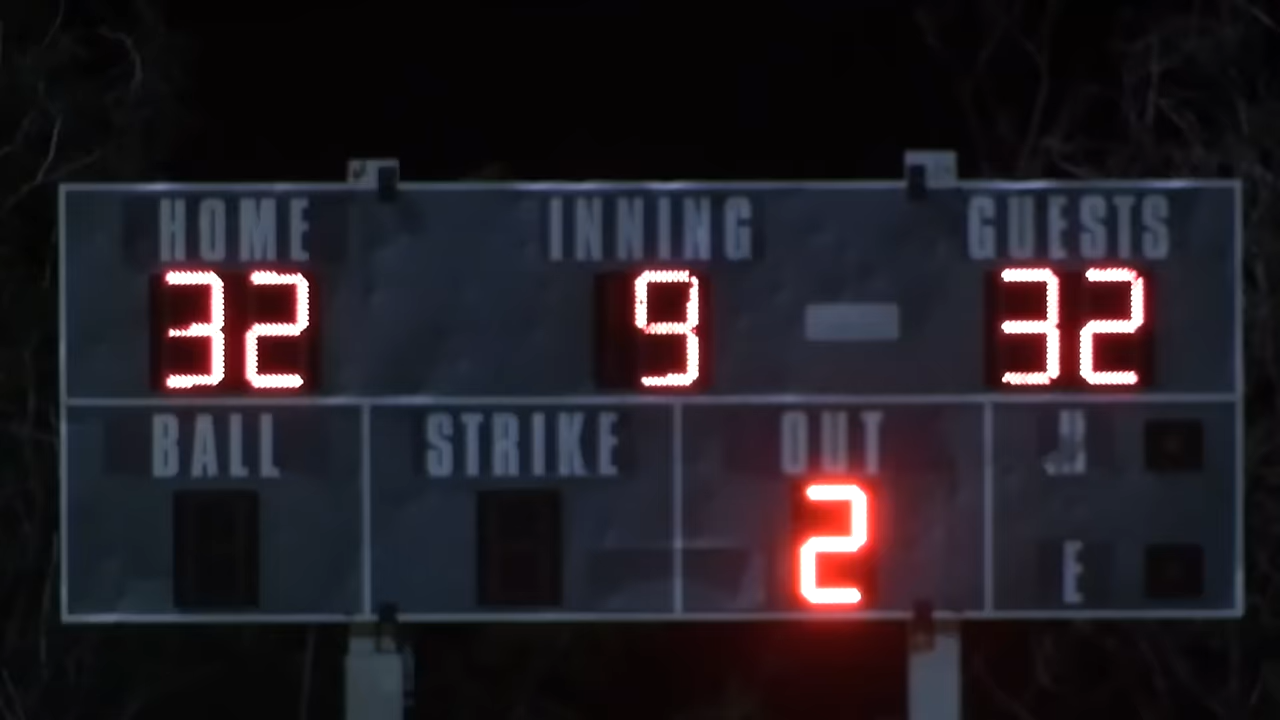 HOME INNING GUESTS
32 9 32
BALL STRIKE OUT
2
E